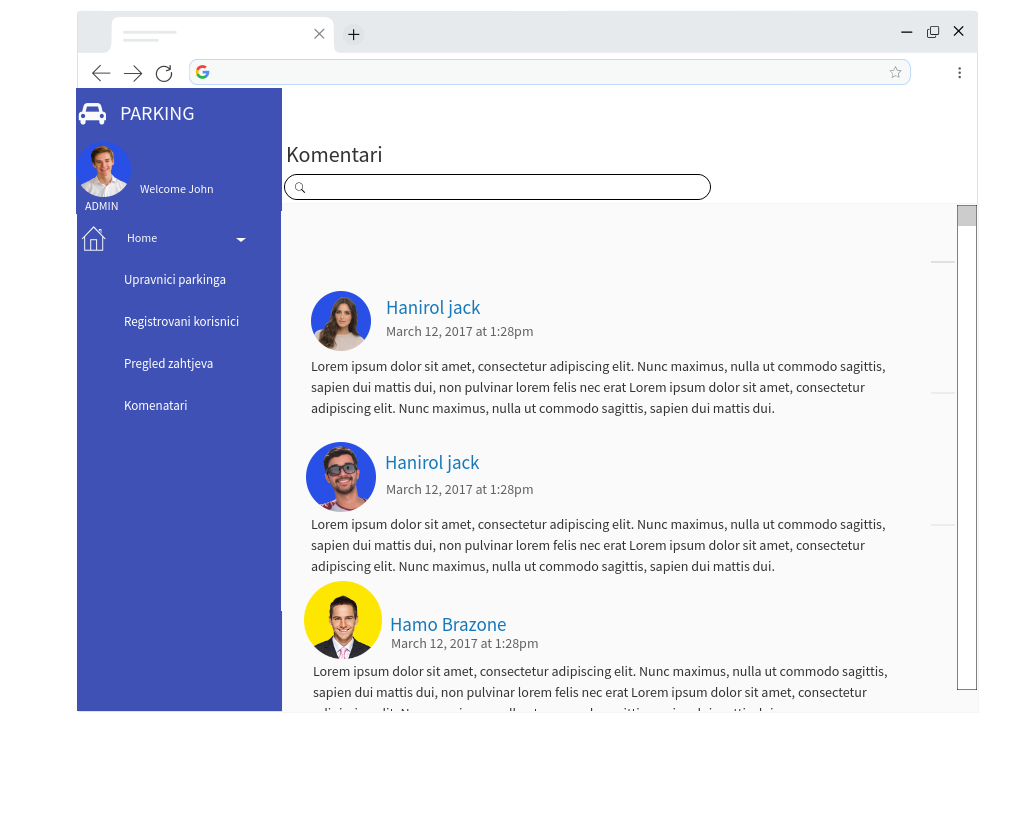 PARKING
Welcome John
ADMIN
Home
Upravnici parkinga
Registrovani korisnici
Pregled zahtjeva
Komenatari
Komentari
Hanirol jack
March 12, 2017 at 1:28pm
Lorem ipsum dolor sit amet, consectetur adipiscing elit. Nunc maximus, nulla ut commodo sagittis,
sapien dui mattis dui, non pulvinar lorem felis nec erat Lorem ipsum dolor sit amet, consectetur
adipiscing elit. Nunc maximus, nulla ut commodo sagittis, sapien dui mattis dui.
Hanirol jack
March 12, 2017 at 1:28pm
Lorem ipsum dolor sit amet, consectetur adipiscing elit. Nunc maximus, nulla ut commodo sagittis,
sapien dui mattis dui, non pulvinar lorem felis nec erat Lorem ipsum dolor sit amet, consectetur
adipiscing elit. Nunc maximus, nulla ut commodo sagittis, sapien dui mattis dui.
Hamo Brazone
March 12, 2017 at 1:28pm
Lorem ipsum dolor sit amet, consectetur adipiscing elit. Nunc maximus, nulla ut commodo sagittis,
sapien dui mattis dui, non pulvinar lorem felis nec erat Lorem ipsum dolor sit amet, consectetur